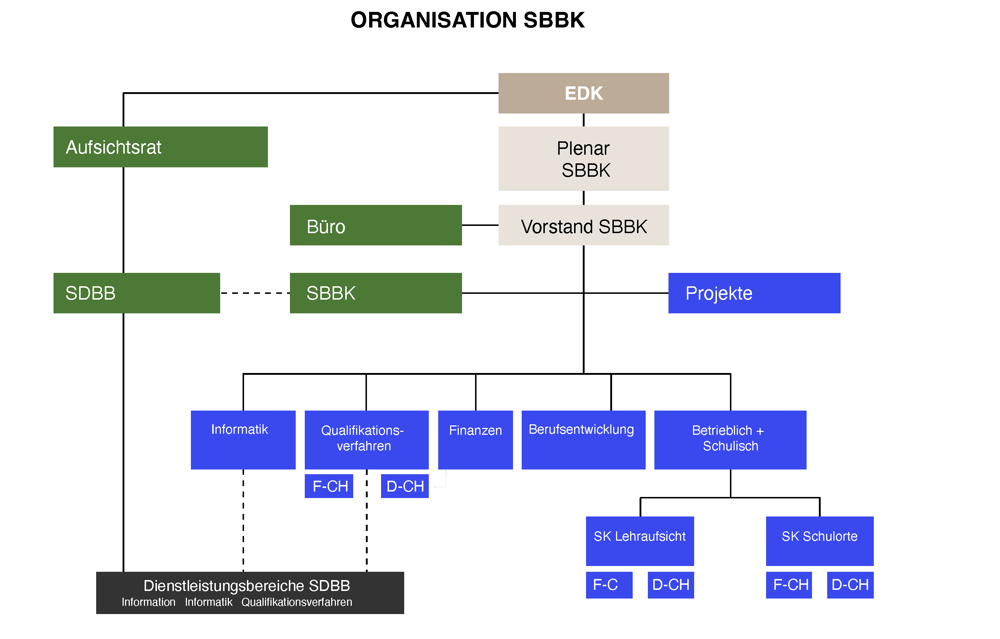 ORGANISATION SBBK
EDK
Aufsichtsrat
Plenar
SBBK
Büro
Vorstand SBBK
SDBB
SBBK
Projekte
Informatik
Qualifikations-
verfahren
Finanzen
Berufsentwicklung
Betrieblich +
Schulisch
F-CH
D-CH
SK Lehraufsicht
SK Schulorte
F-C
D-CH
F-CH
D-CH
Dienstleistungsbereiche SDBB
Information Informatik Qualifikationsverfahren